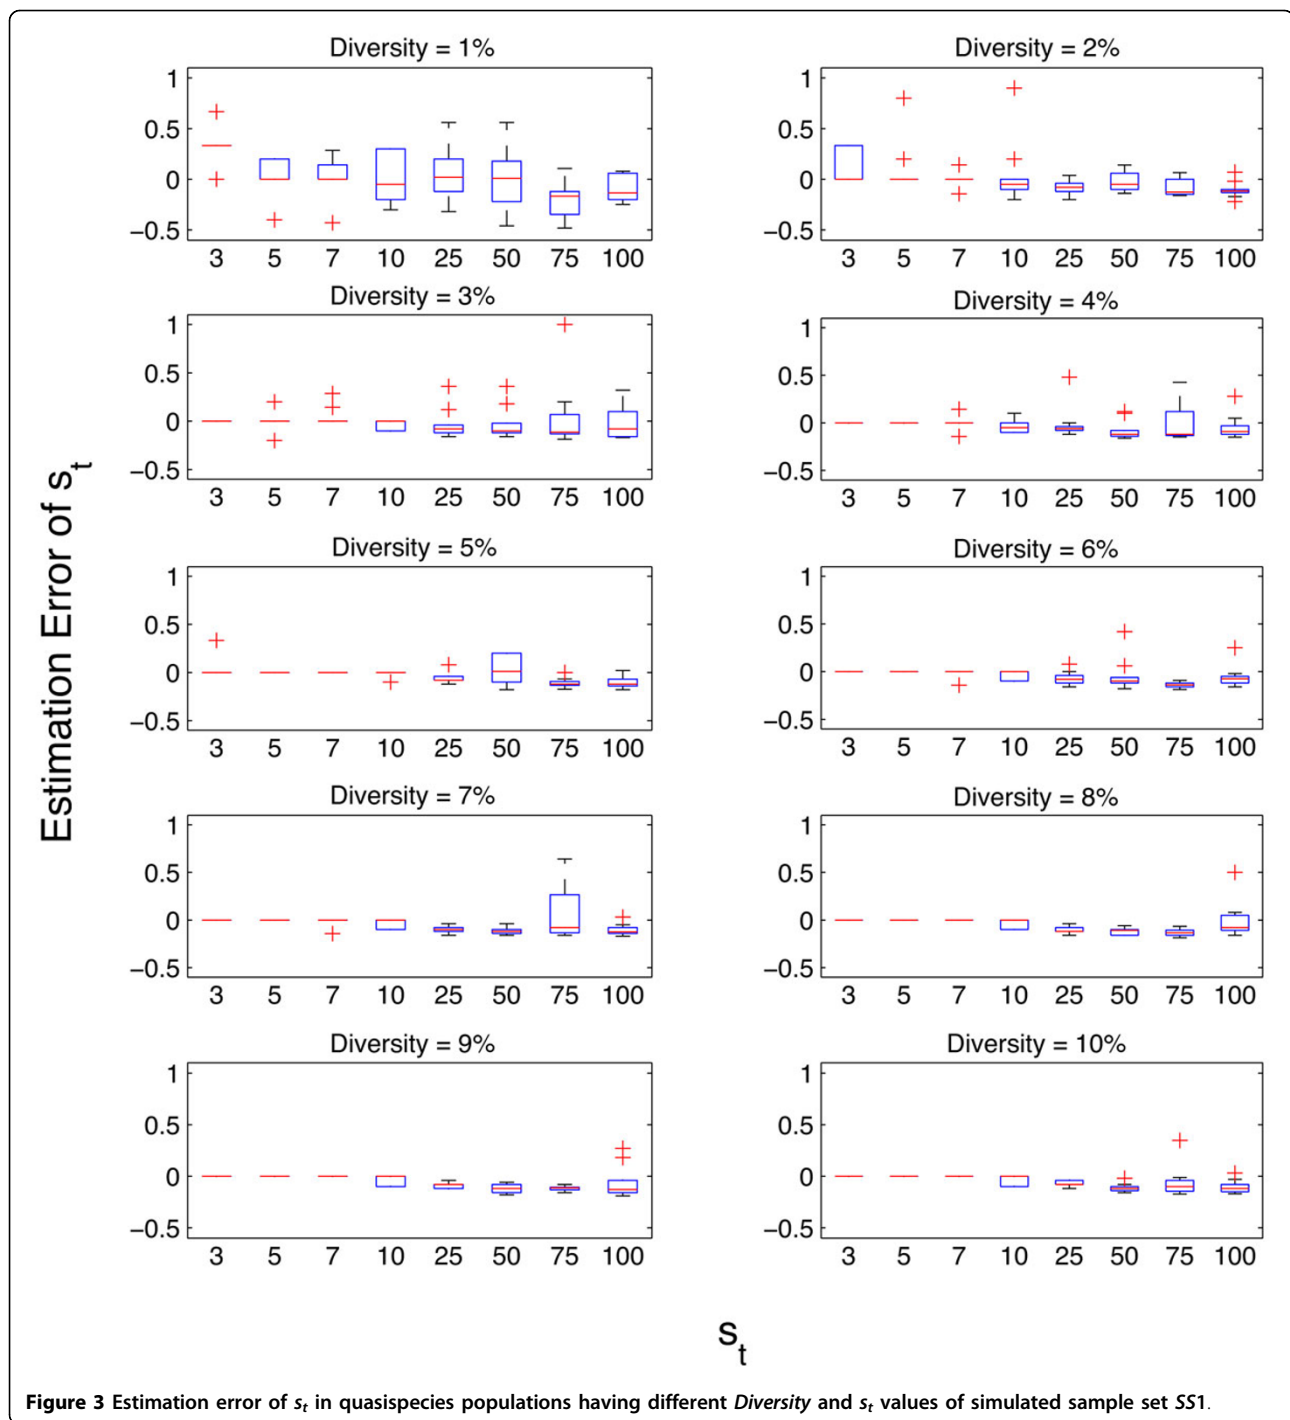 Diversity = 1%
1
0.5
0
−0.5
3 5 7 10 25 50 75 100
Diversity = 2%
1
0.5
0
−0.5
3 5 7 10 25 50 75 100
Diversity = 3%
1
0.5
0
−0.5
3 5 7 10 25 50 75 100
Diversity = 4%
1
0.5
0
−0.5
3 5 7 10 25 50 75 100
Estimation Error of s_t
Diversity = 5%
1
0.5
0
−0.5
3 5 7 10 25 50 75 100
Diversity = 6%
1
0.5
0
−0.5
3 5 7 10 25 50 75 100
Diversity = 7%
1
0.5
0
−0.5
3 5 7 10 25 50 75 100
Diversity = 8%
1
0.5
0
−0.5
3 5 7 10 25 50 75 100
Diversity = 9%
1
0.5
0
−0.5
3 5 7 10 25 50 75 100
Diversity = 10%
1
0.5
0
−0.5
3 5 7 10 25 50 75 100
s_t
Figure 3 Estimation error of s_t in quasispecies populations having different Diversity and s_t values of simulated sample set SS1.